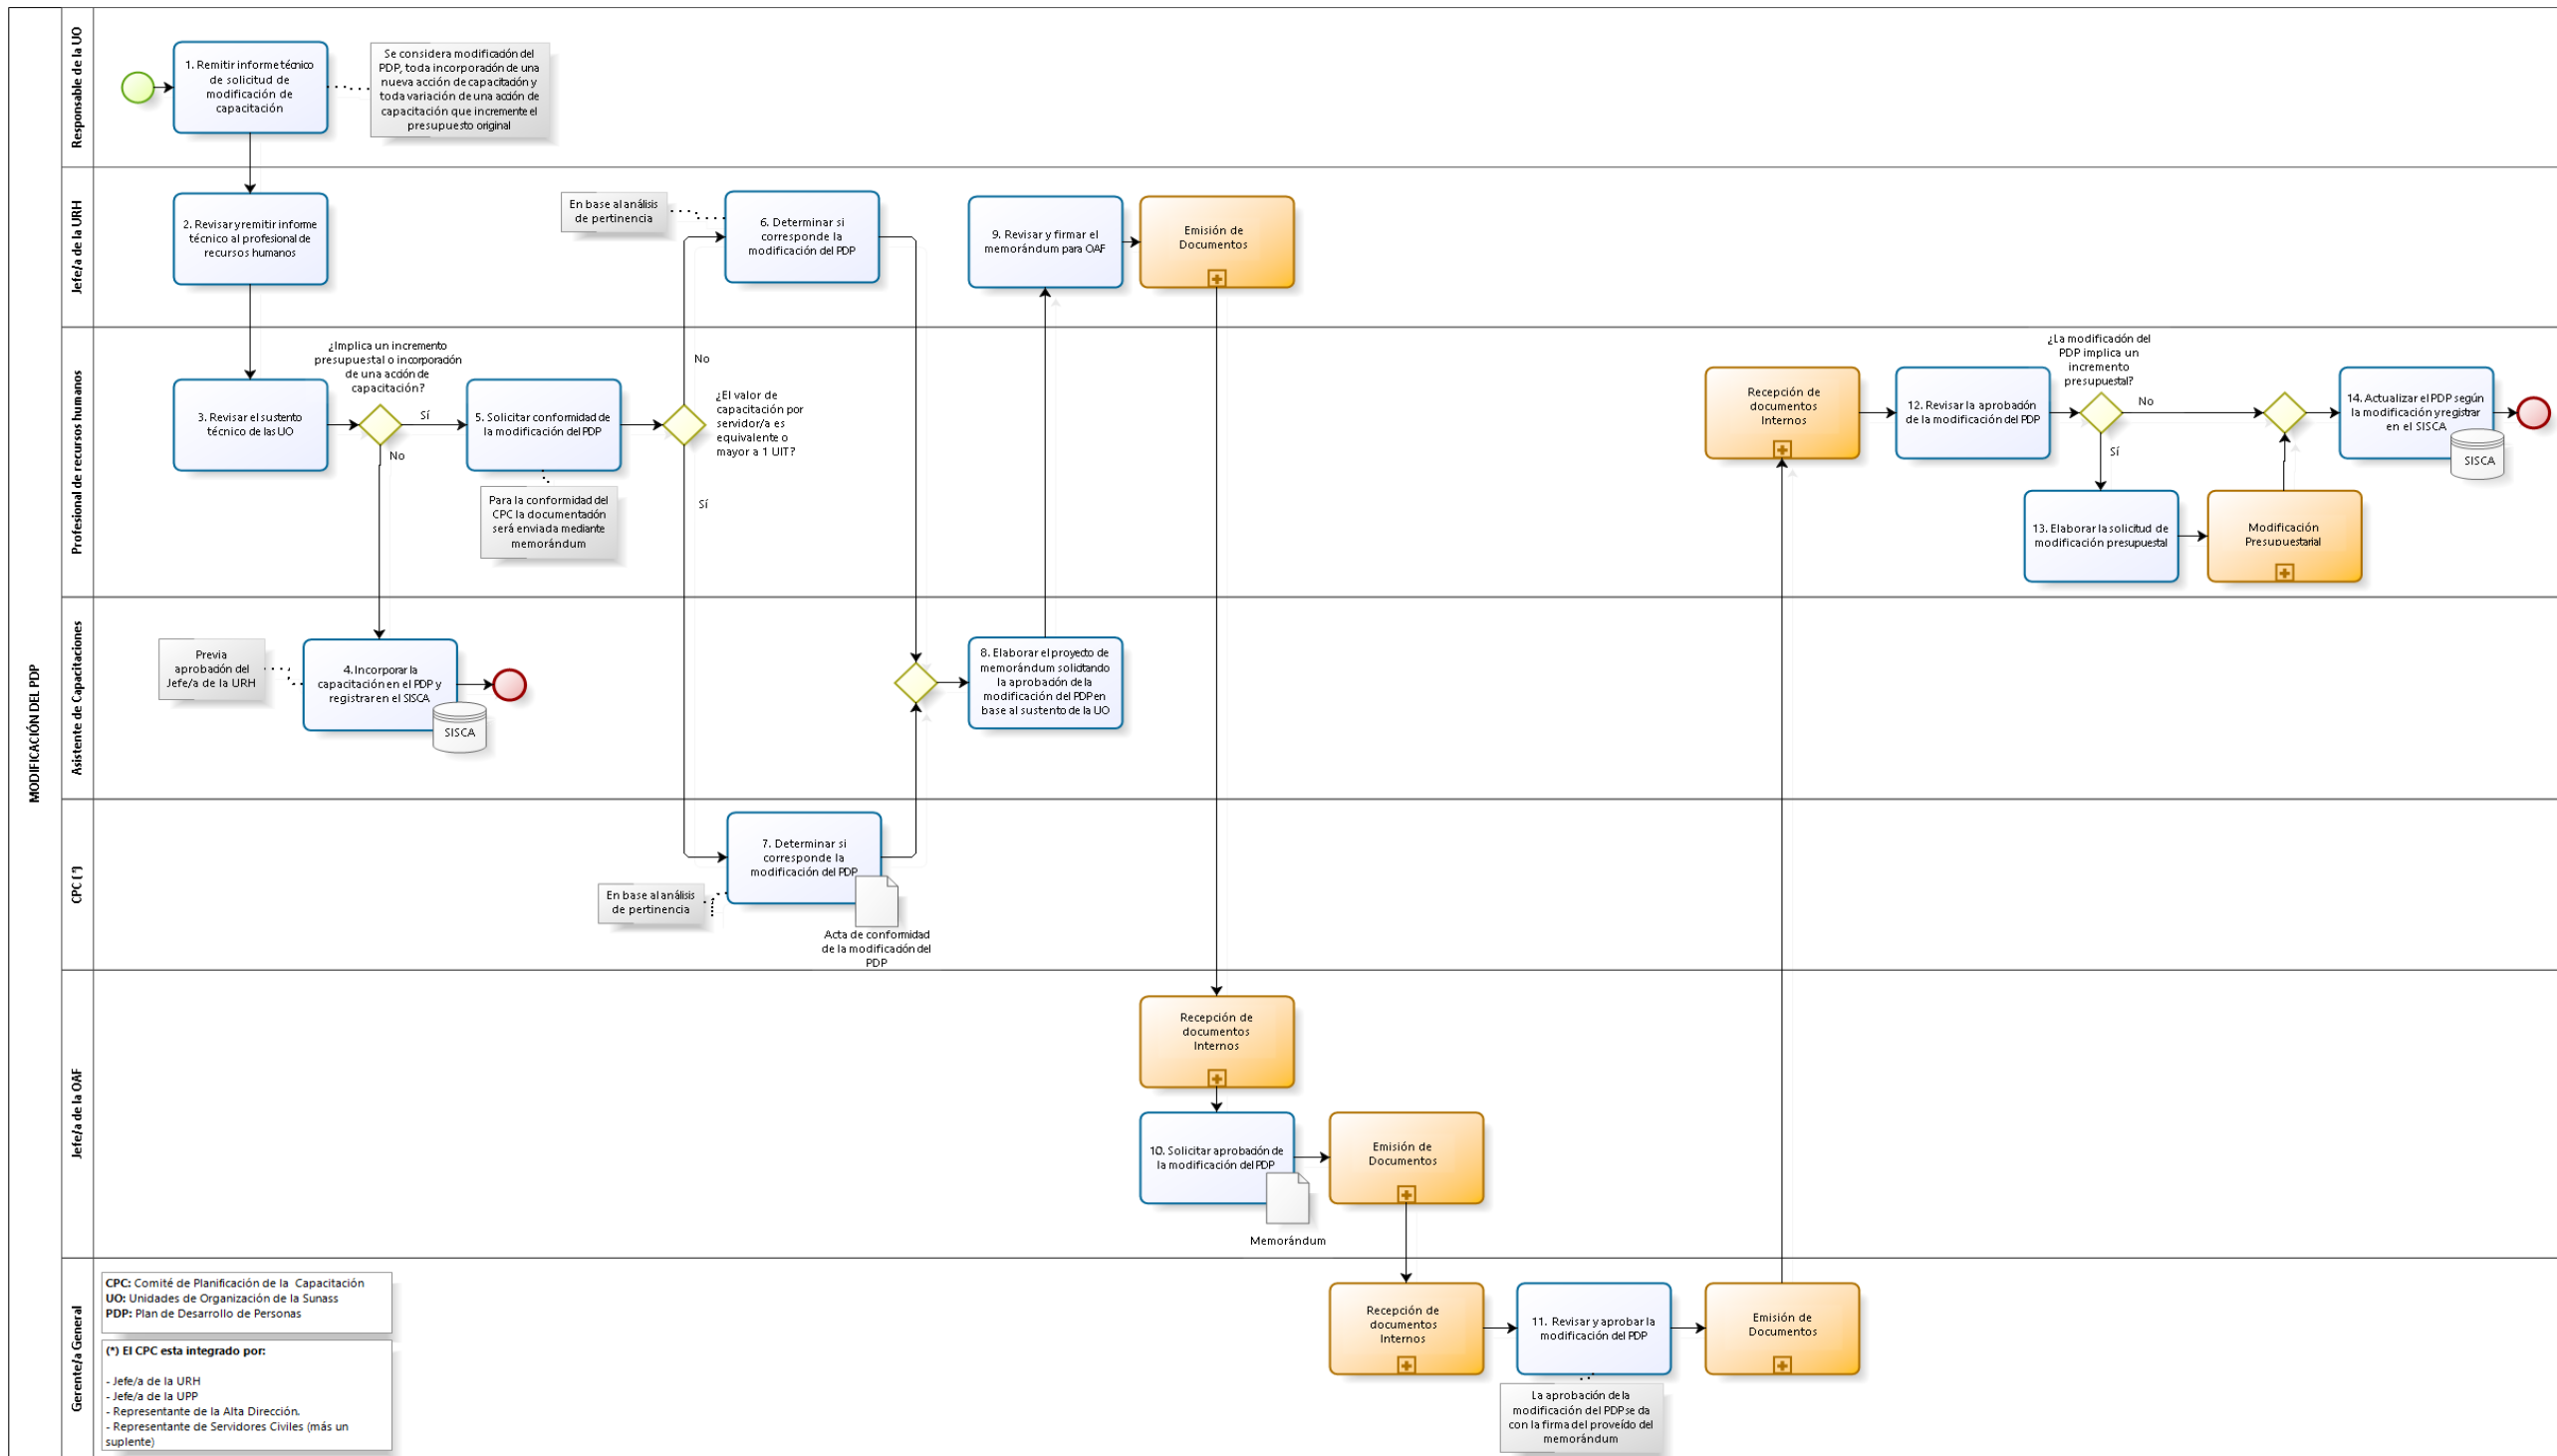 MODIFICACIÓN DEL PDP
Responsable de la UO
1. Remitir informe técnico
de solicitud de
modificación de
capacitación
Se considera modificación del
PDP, toda incorporación de una
nueva acción de capacitación y
toda variación de una acción de
capacitación que incremente el
presupuesto original
Jefe/a de la URH
2. Revisar y remitir informe
técnico al profesional de
recursos humanos
En base al análisis
de pertinencia
6. Determinar si
corresponde la
modificación del PDP
9. Revisar y firmar el
memorándum para OAF
Emisión de
Documentos
Profesional de recursos humanos
3. Revisar el sustento
técnico de las UO
¿Implica un incremento
presupuestal o incorporación
de una acción de
capacitación?
Sí
No
5. Solicitar conformidad de
la modificación del PDP
Para la conformidad del
CPC la documentación
será enviada mediante
memorándum
No
¿El valor de
capacitación por
servidor/a es
equivalente o
mayor a 1 UIT?
Sí
Recepción de
documentos
Internos
12. Revisar la aprobación
de la modificación del PDP
¿La modificación del
PDP implica un
incremento
presupuestal?
No
Sí
13. Elaborar la solicitud de
modificación presupuestal
Modificación
Presupuestarial
14. Actualizar el PDP según
la modificación y registrar
en el SISCA
SISCA
Asistente de Capacitaciones
Previa
aprobación del
Jefe/a de la URH
4. Incorporar la
capacitación en el PDP y
registrar en el SISCA
SISCA
8. Elaborar el proyecto de
memorándum solicitando
la aprobación de la
modificación del PDP en
base al sustento de la UO
CPC (*)
7. Determinar si
corresponde la
modificación del PDP
En base al análisis
de pertinencia
Acta de conformidad
de la modificación del
PDP
Jefe/a de la OAF
Recepción de
documentos
Internos
10. Solicitar aprobación de
la modificación del PDP
Memorándum
Emisión de
Documentos
Gerente/a General
CPC: Comité de Planificación de la Capacitación
UO: Unidades de Organización de la Sunass
PDP: Plan de Desarrollo de Personas
(*) El CPC esta integrado por:
- Jefe/a de la URH
- Jefe/a de la UPP
- Representante de la Alta Dirección.
- Representante de Servidores Civiles (más un
suplente)
Recepción de
documentos
Internos
11. Revisar y aprobar la
modificación del PDP
La aprobación de la
modificación del PDP se da
con la firma del proveído del
memorándum
Emisión de
Documentos